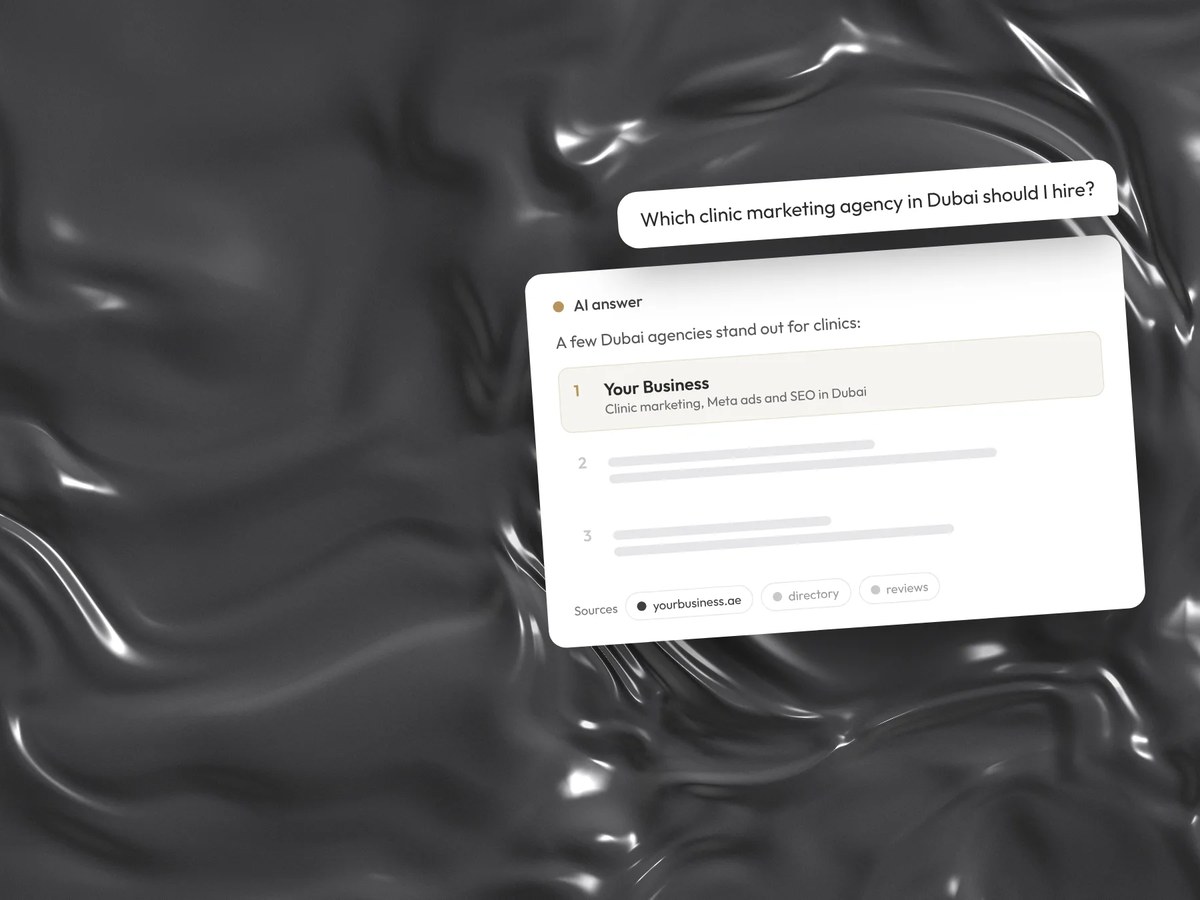 Which clinic marketing agency in Dubai should I hire?
AI answer
A few Dubai agencies stand out for clinics:
1 Your Business
Clinic marketing, Meta ads and SEO in Dubai
2
3
Sources yourbusiness.ae directory reviews